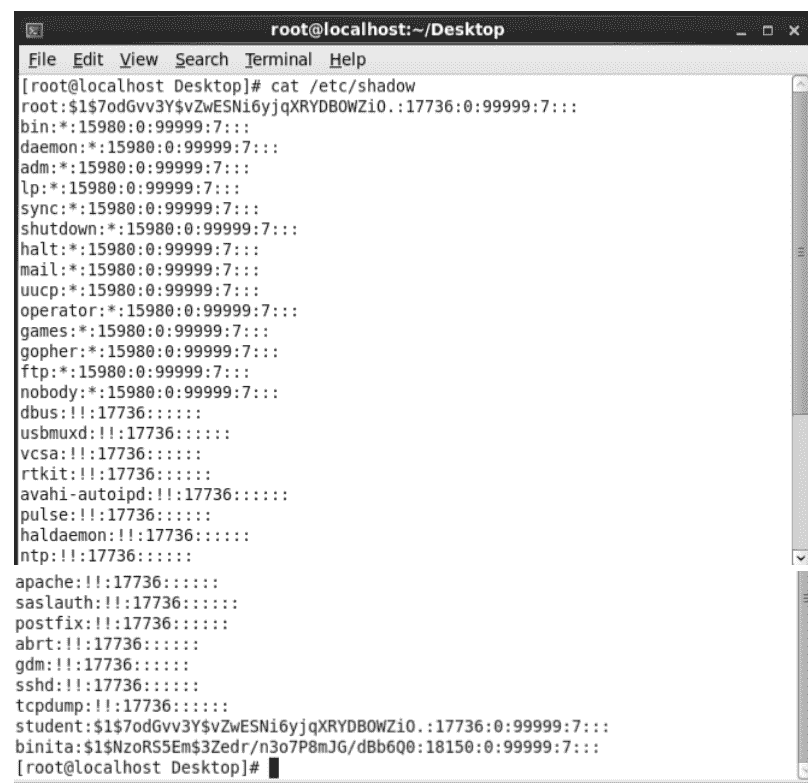 root@localhost:~/Desktop
File Edit View Search Terminal Help
[root@localhost Desktop]# cat /etc/shadow
root:$1$7odGvv3Y$vZwESNi6yjqXRYDBOWZiO.:17736:0:99999:7:::
bin:*:15980:0:99999:7:::
daemon:*:15980:0:99999:7:::
adm:*:15980:0:99999:7:::
lp:*:15980:0:99999:7:::
sync:*:15980:0:99999:7:::
shutdown:*:15980:0:99999:7:::
halt:*:15980:0:99999:7:::
mail:*:15980:0:99999:7:::
uucp:*:15980:0:99999:7:::
operator:*:15980:0:99999:7:::
games:*:15980:0:99999:7:::
gopher:*:15980:0:99999:7:::
ftp:*:15980:0:99999:7:::
nobody:*:15980:0:99999:7:::
dbus:!!:17736::::::
usbmuxd:!!:17736::::::
vcsa:!!:17736::::::
rtkit:!!:17736::::::
avahi-autoipd:!!:17736::::::
pulse:!!:17736::::::
haldaemon:!!:17736::::::
ntp:!!:17736::::::
apache:!!:17736::::::
saslauth:!!:17736::::::
postfix:!!:17736::::::
abrt:!!:17736::::::
gdm:!!:17736::::::
sshd:!!:17736::::::
tcpdump:!!:17736::::::
student:$1$7odGvv3Y$vZwESNi6yjqXRYDBOWZiO.:17736:0:99999:7:::
binita:$1$NzoRS5Em$3Zedr/n3o7P8mJG/dBb6Q0:18150:0:99999:7:::
[root@localhost Desktop]#